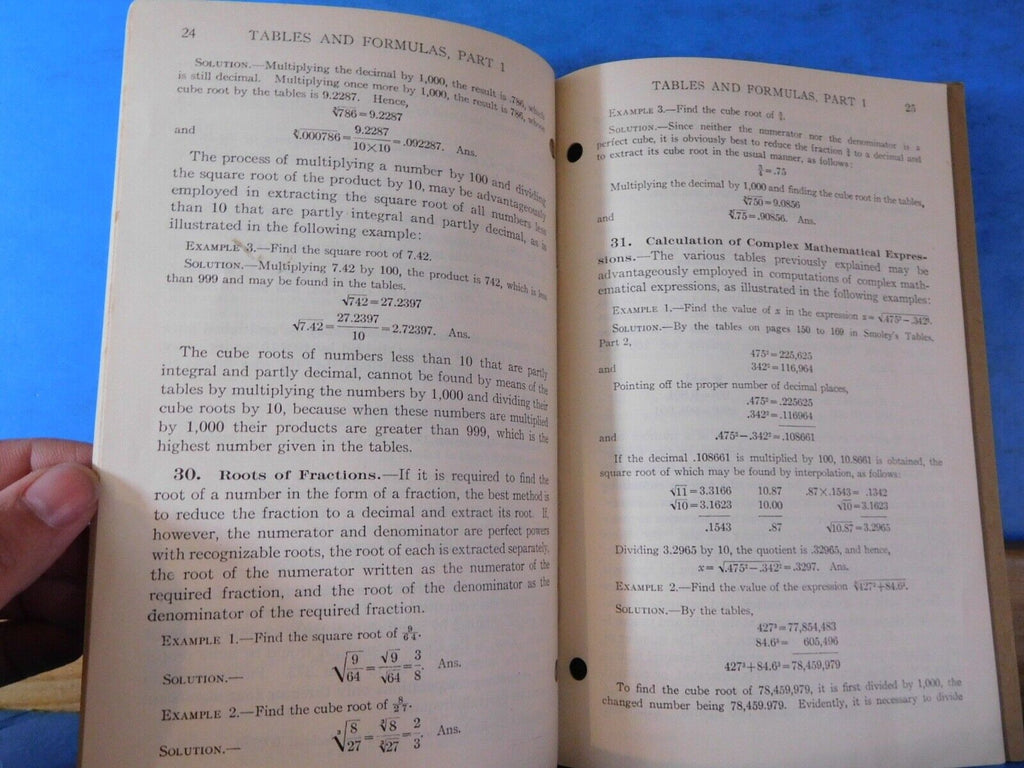 24
TABLES AND FORMULAS, PART 1
SOLUTION.—Multiplying the decimal by 1,000, the result is .786, which
is still decimal. Multiplying once more by 1,000, the result is 786, whose
cube root by the tables is 9.2287. Hence,
∛786=9.2287
and ∛.000786=9.2287/10×10=.092287. Ans.
The process of multiplying a number by 100 and dividing
the square root of the product by 10, may be advantageously
employed in extracting the square root of all numbers less
than 10 that are partly integral and partly decimal, as is
illustrated in the following example:
EXAMPLE 3.—Find the square root of 7.42.
SOLUTION.—Multiplying 7.42 by 100, the product is 742, which is less
than 999 and may be found in the tables.
√742=27.2397
√7.42=27.2397/10=2.72397. Ans.
The cube roots of numbers less than 10 that are partly
integral and partly decimal, cannot be found by means of the
tables by multiplying the numbers by 1,000 and dividing their
cube roots by 10, because when these numbers are multiplied
by 1,000 their products are greater than 999, which is the
highest number given in the tables.
30. Roots of Fractions.—If it is required to find the
root of a number in the form of a fraction, the best method is
to reduce the fraction to a decimal and extract its root. If,
however, the numerator and denominator are perfect powers
with recognizable roots, the root of each is extracted separately,
the root of the numerator written as the numerator of the
required fraction, and the root of the denominator as the
denominator of the required fraction.
EXAMPLE 1.—Find the square root of 9/64.
SOLUTION.— √9/64=√9/√64=3/8. Ans.
EXAMPLE 2.—Find the cube root of 8/27.
SOLUTION.— ∛8/27=∛8/∛27=2/3. Ans.
TABLES AND FORMULAS, PART 1
25
EXAMPLE 3.—Find the cube root of ¾.
SOLUTION.—Since neither the numerator nor the denominator is a
perfect cube, it is obviously best to reduce the fraction ¾ to a decimal and
to extract its cube root in the usual manner, as follows:
¾=.75
Multiplying the decimal by 1,000 and finding the cube root in the tables,
∛750=9.0856
and ∛.75=.90856. Ans.
31. Calculation of Complex Mathematical Expres-
sions.—The various tables previously explained may be
advantageously employed in computations of complex math-
ematical expressions, as illustrated in the following examples:
EXAMPLE 1.—Find the value of x in the expression x=√.475²−.342².
SOLUTION.—By the tables on pages 150 to 169 in Smoley's Tables,
Part 2,
475²=225,625
and 342²=116,964
Pointing off the proper number of decimal places,
.475²=.225625
.342²=.116964
and .475²−.342²=.108661
If the decimal .108661 is multiplied by 100, 10.8661 is obtained, the
square root of which may be found by interpolation, as follows:
√11=3.3166 10.87 .87×.1543= .1342
√10=3.1623 10.00 √10=3.1623
.1543 .87 √10.87=3.2965
Dividing 3.2965 by 10, the quotient is .32965, and hence,
x=√.475²−.342²=.3297. Ans.
EXAMPLE 2.—Find the value of the expression ∛427³+84.6³.
SOLUTION.—By the tables,
427³=77,854,483
84.6³= 605,496
427³+84.6³=78,459,979
To find the cube root of 78,459,979, it is first divided by 1,000, the
changed number being 78,459.979. Evidently, it is necessary to divide